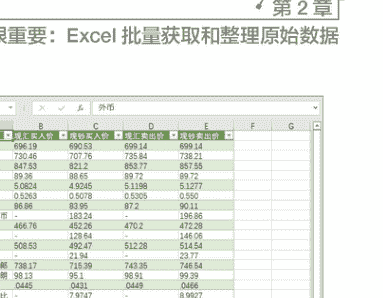 第2章
很重要：Excel 批量获取和整理原始数据
外币
B C D E F G
现汇买入价 现钞买入价 现汇卖出价 现钞卖出价
696.19 690.53 699.14 699.14
730.46 707.76 735.84 738.21
847.53 821.2 853.77 857.55
89.36 88.65 89.72 89.72
5.0824 4.9245 5.1198 5.1277
0.5263 0.5078 0.5305 0.550
86.86 83.95 87.2 90.11
币 - 183.24 - 196.86
466.76 452.26 470.2 472.28
- 128.64 - 146.06
508.53 492.47 512.28 514.54
- 21.94 - 23.77
738.17 715.39 743.35 746.54
98.13 95.1 98.91 99.39
.0445 .0431 .0449 .0466
比 - 7.9747 - 8.9927